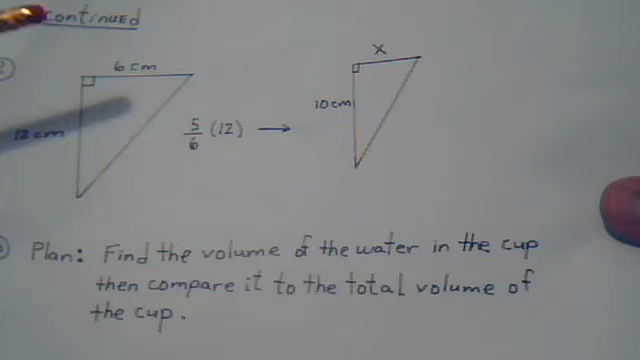 continued
6 cm
12 cm
5/6 (12) →
x
10 cm
Plan: Find the volume of the water in the cup
then compare it to the total volume of
the cup.